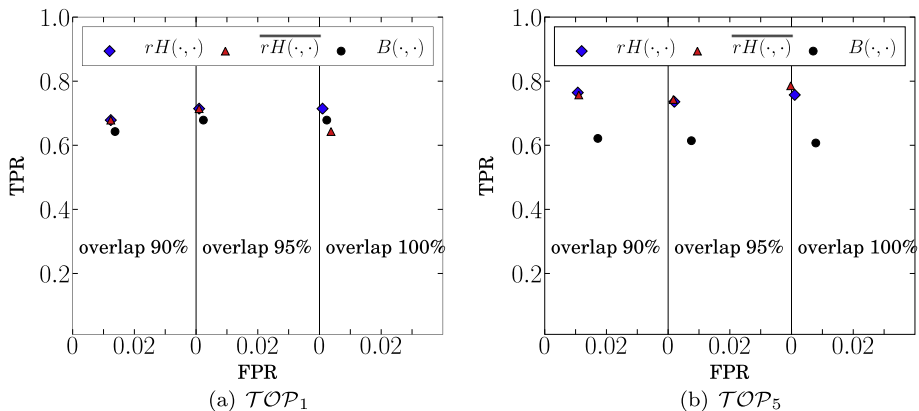 1.0
0.8
0.6
0.4
0.2
TPR
rH(·,·) \overline{rH(·,·)} B(·,·)
overlap 90% overlap 95% overlap 100%
0 0.02 0 0.02 0 0.02
FPR
(a) 𝒯𝒪𝒫₁
1.0
0.8
0.6
0.4
0.2
TPR
rH(·,·) \overline{rH(·,·)} B(·,·)
overlap 90% overlap 95% overlap 100%
0 0.02 0 0.02 0 0.02
FPR
(b) 𝒯𝒪𝒫₅